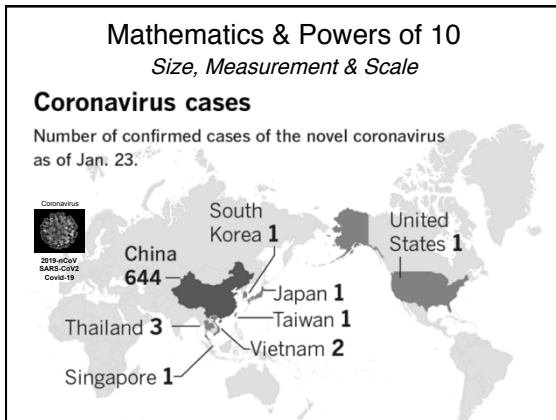 Mathematics & Powers of 10
Size, Measurement & Scale
Coronavirus cases
Number of confirmed cases of the novel coronavirus
as of Jan. 23.
Coronavirus
2019-nCoV
SARS-CoV2
Covid-19
South
Korea 1
United
States 1
China
644
Japan 1
Taiwan 1
Thailand 3
Vietnam 2
Singapore 1